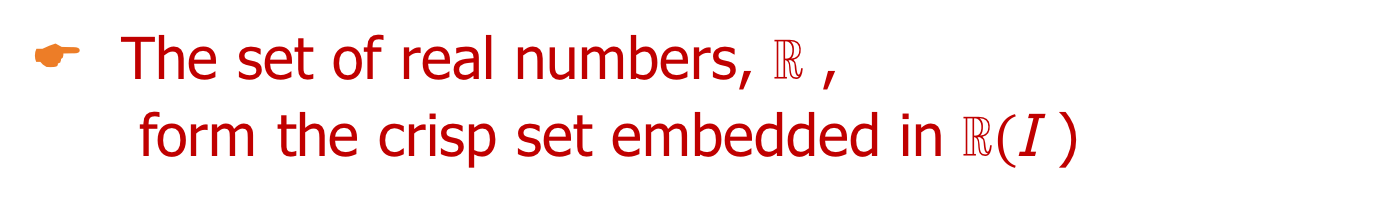 The set of real numbers, ℝ ,
form the crisp set embedded in ℝ(I )